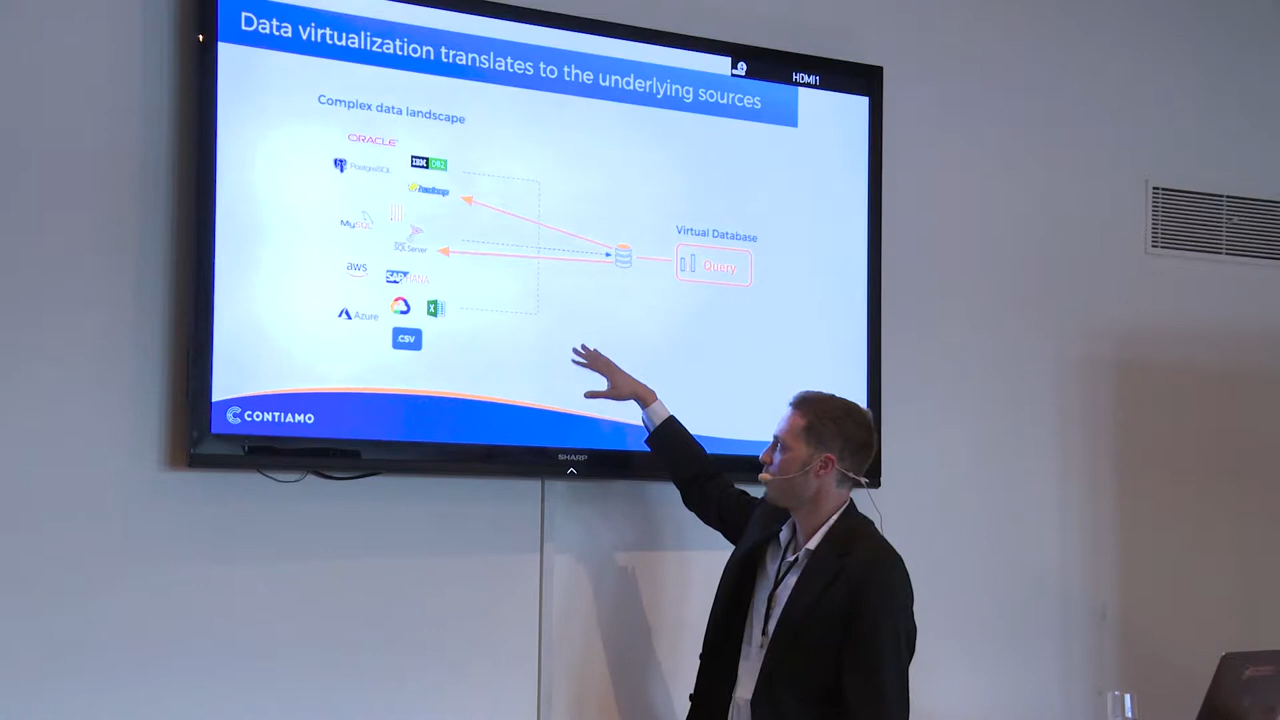 Data virtualization translates to the underlying sources
HDMI1
Complex data landscape
ORACLE
PostgreSQL
IBM DB2
hadoop
MySQL
SQL Server
aws
SAP HANA
Azure
.CSV
Virtual Database
Query
CONTIAMO
SHARP